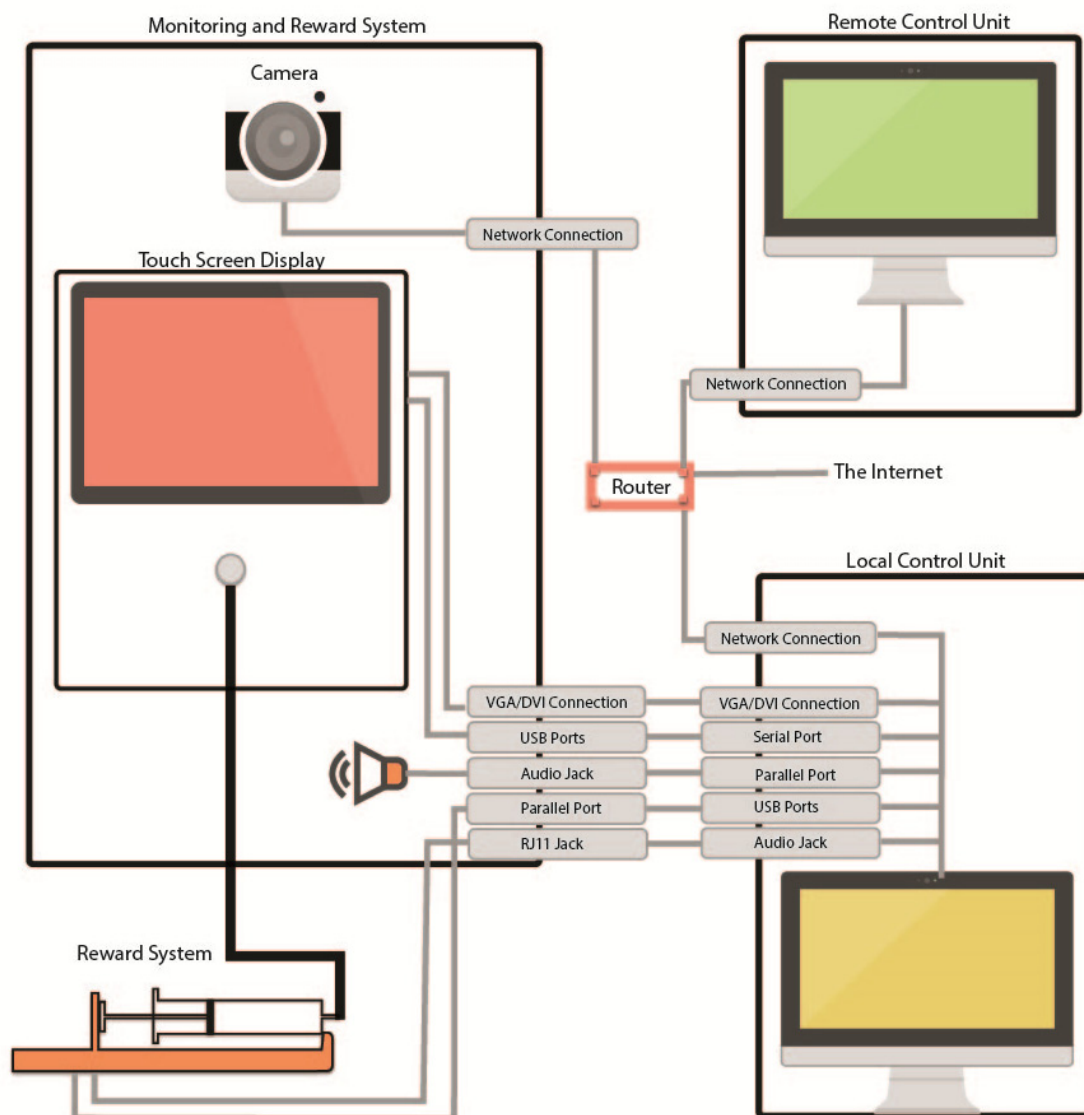 Monitoring and Reward System
Remote Control Unit
Camera
Network Connection
Touch Screen Display
Network Connection
The Internet
Router
Local Control Unit
Network Connection
VGA/DVI Connection
VGA/DVI Connection
USB Ports
Serial Port
Audio Jack
Parallel Port
Parallel Port
USB Ports
RJ11 Jack
Audio Jack
Reward System